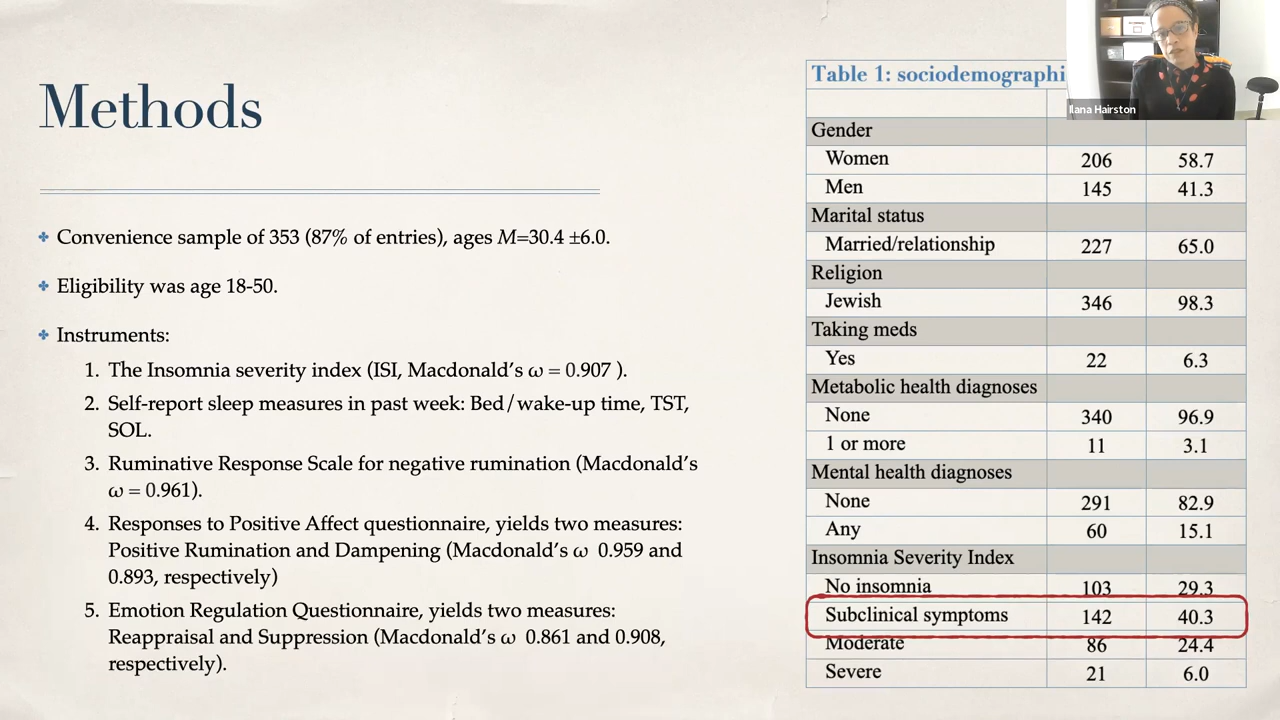 Methods
✤ Convenience sample of 353 (87% of entries), ages M=30.4 ±6.0.
✤ Eligibility was age 18-50.
✤ Instruments:
1. The Insomnia severity index (ISI, Macdonald's ω = 0.907 ).
2. Self-report sleep measures in past week: Bed/wake-up time, TST,
SOL.
3. Ruminative Response Scale for negative rumination (Macdonald's
ω = 0.961).
4. Responses to Positive Affect questionnaire, yields two measures:
Positive Rumination and Dampening (Macdonald's ω 0.959 and
0.893, respectively)
5. Emotion Regulation Questionnaire, yields two measures:
Reappraisal and Suppression (Macdonald's ω 0.861 and 0.908,
respectively).
Table 1: sociodemographi
Ilana Hairston
Gender
Women 206 58.7
Men 145 41.3
Marital status
Married/relationship 227 65.0
Religion
Jewish 346 98.3
Taking meds
Yes 22 6.3
Metabolic health diagnoses
None 340 96.9
1 or more 11 3.1
Mental health diagnoses
None 291 82.9
Any 60 15.1
Insomnia Severity Index
No insomnia 103 29.3
Subclinical symptoms 142 40.3
Moderate 86 24.4
Severe 21 6.0